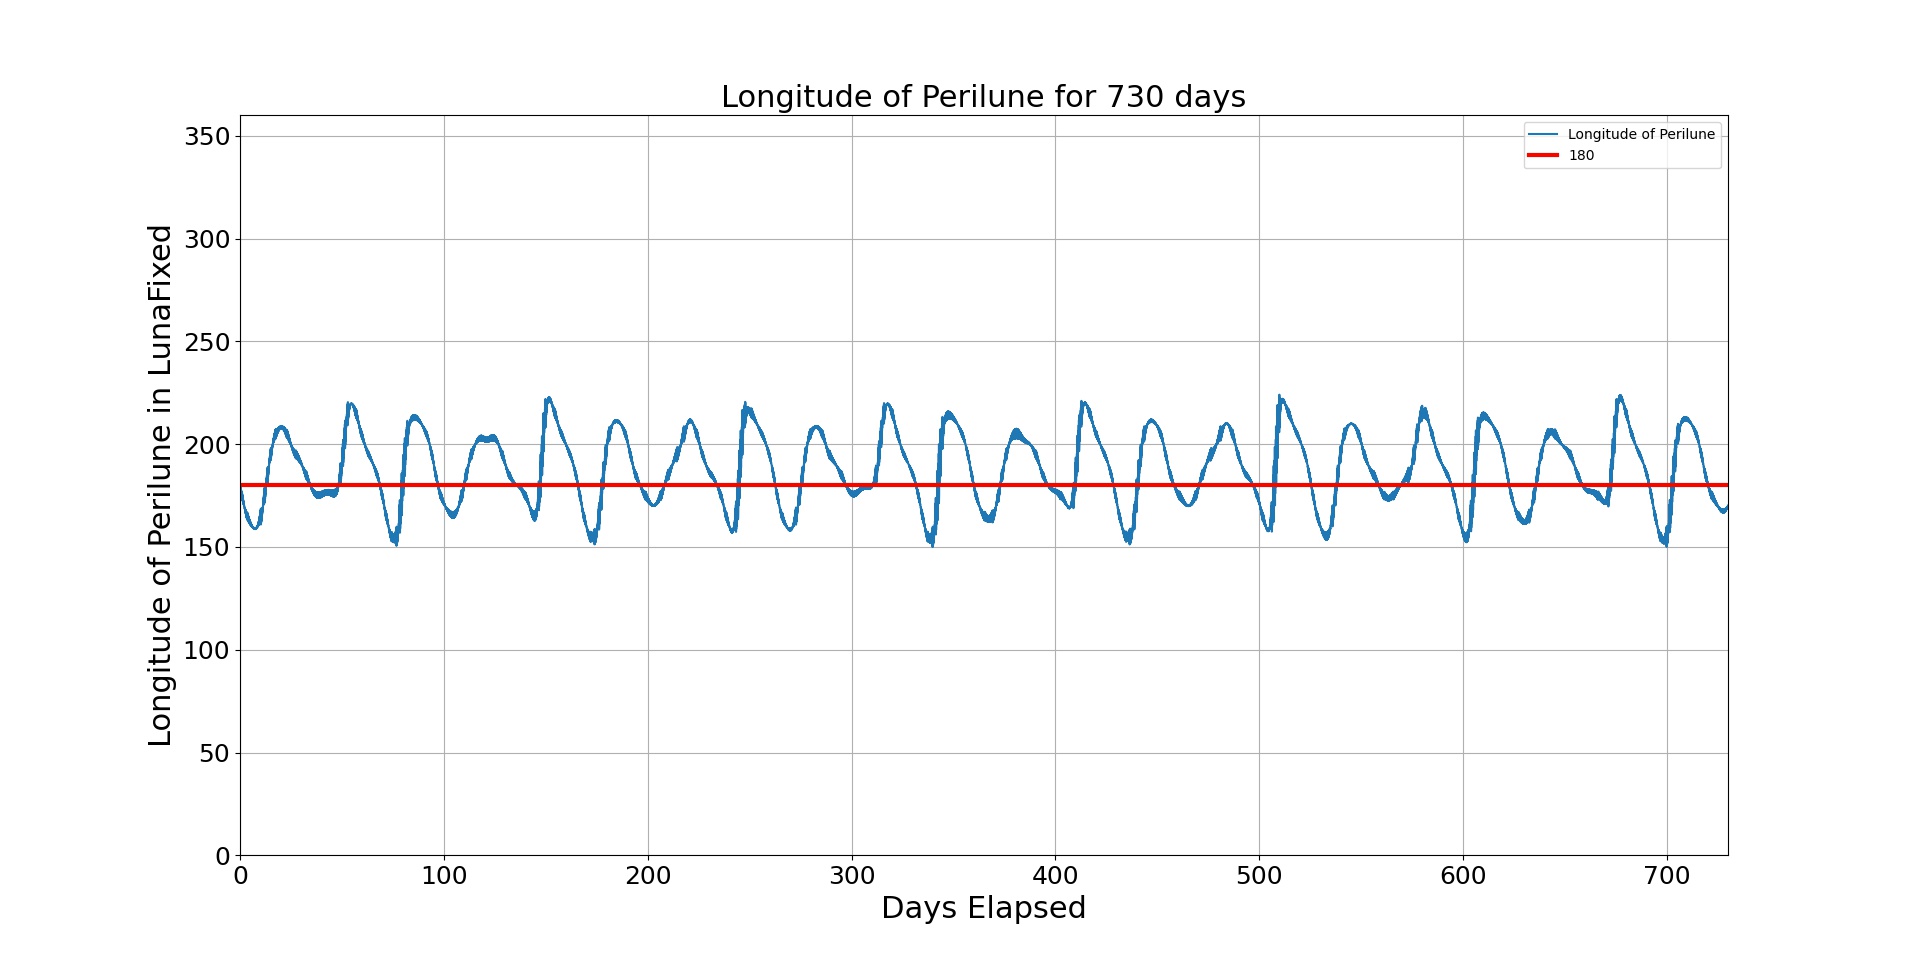 Longitude of Perilune for 730 days
Longitude of Perilune
180
Longitude of Perilune in LunaFixed
350
300
250
200
150
100
50
0
0 100 200 300 400 500 600 700
Days Elapsed